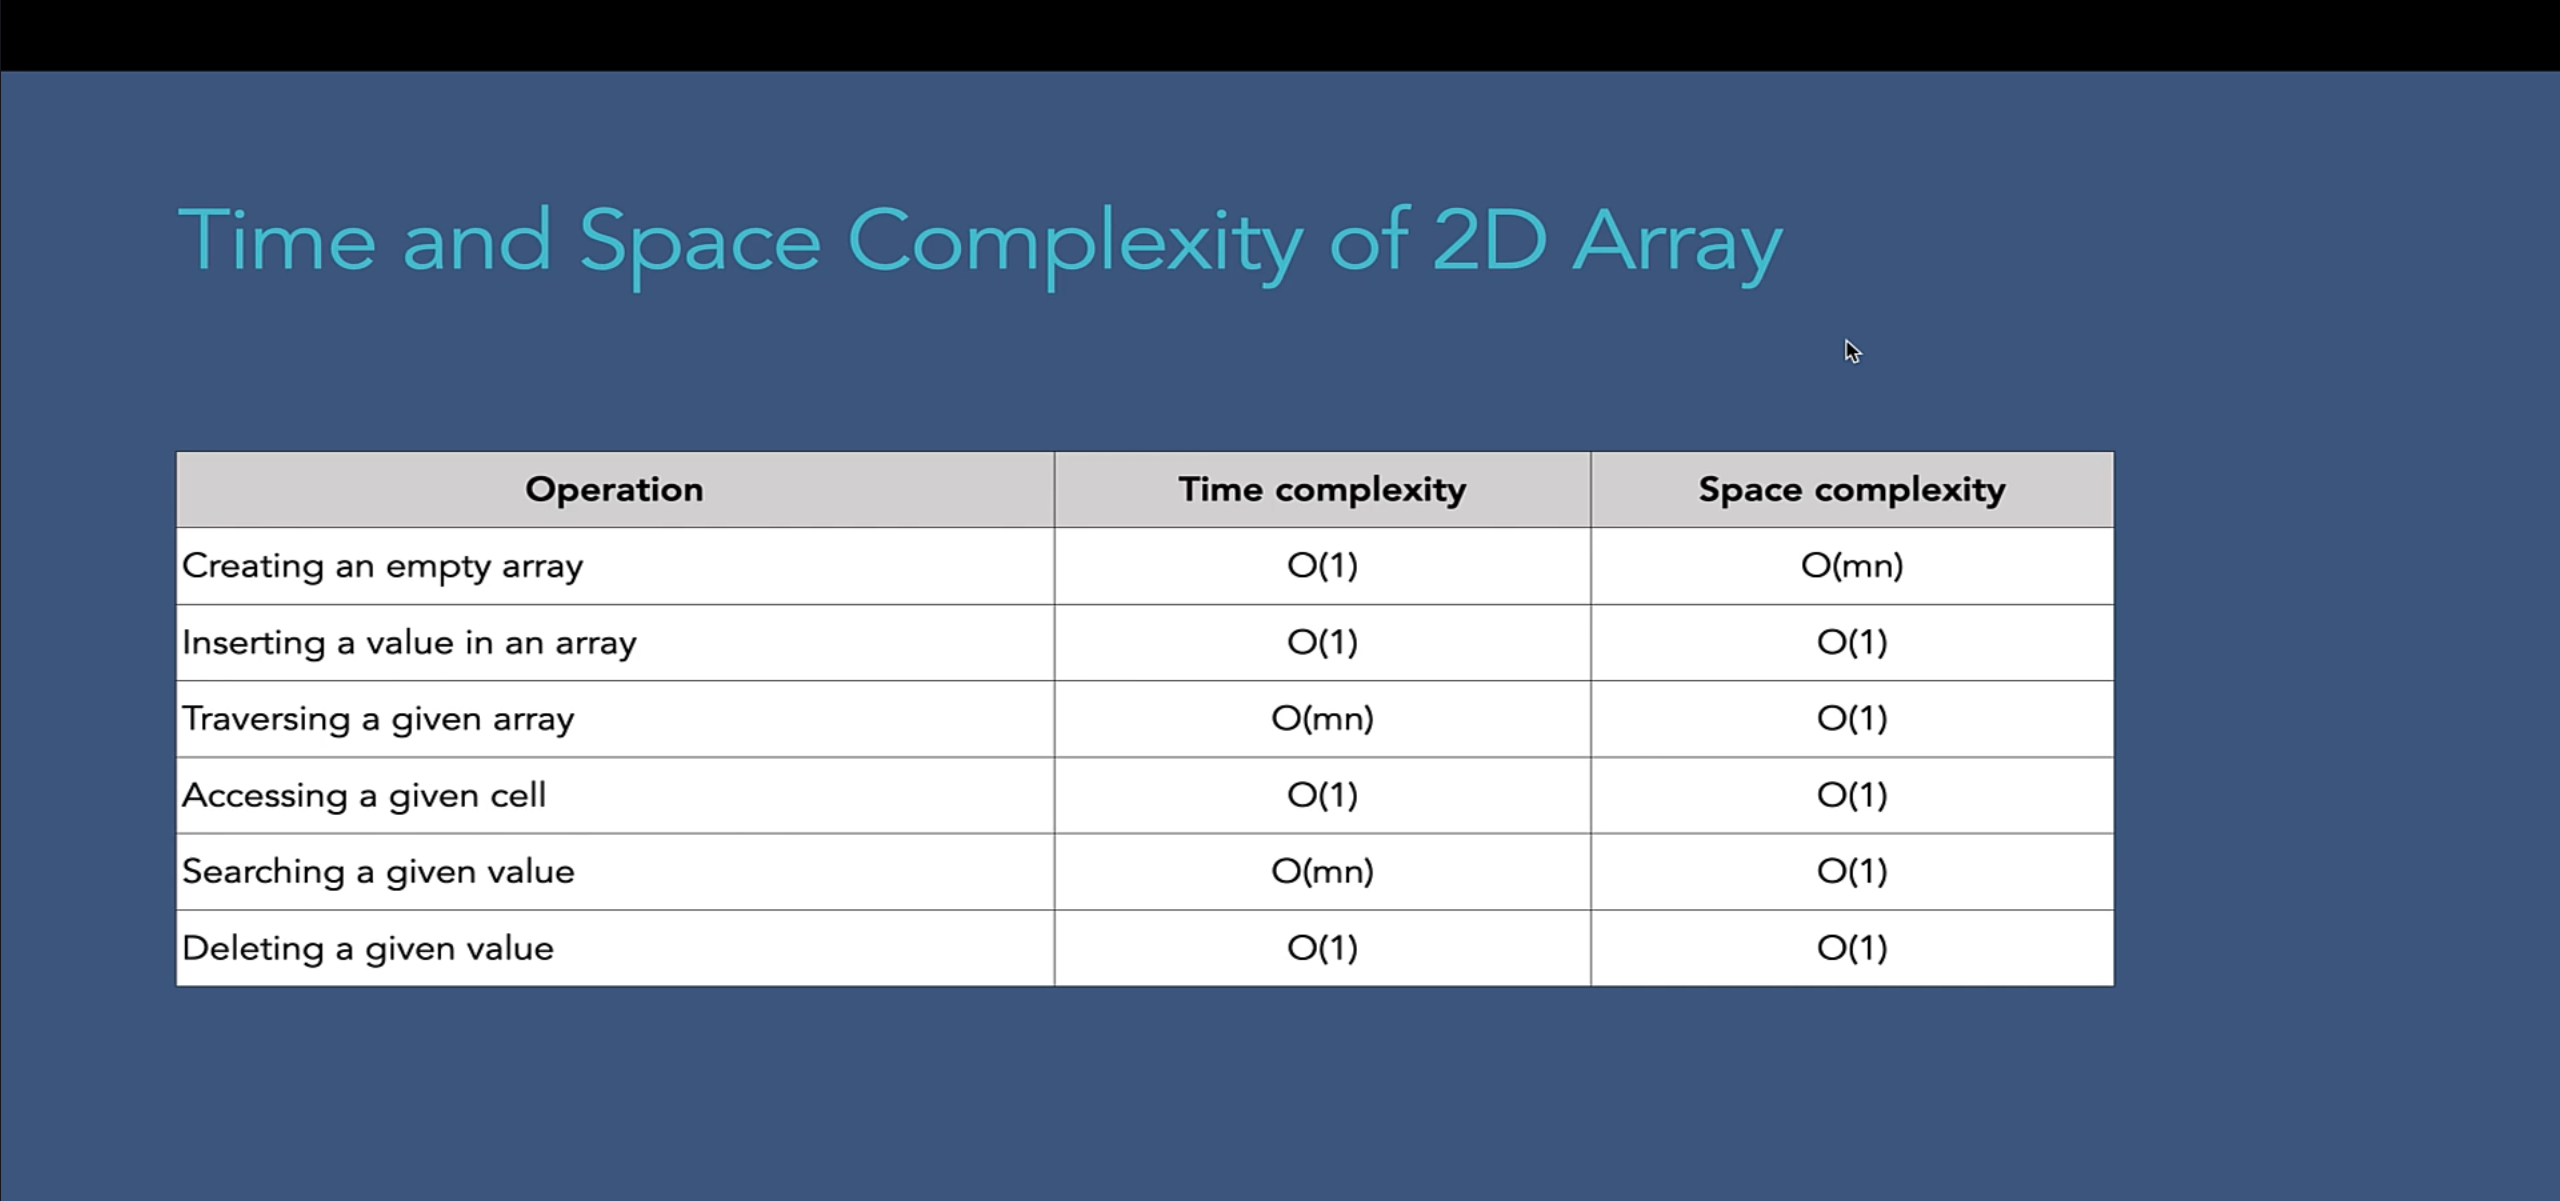 Time and Space Complexity of 2D Array
Operation Time complexity Space complexity
Creating an empty array O(1) O(mn)
Inserting a value in an array O(1) O(1)
Traversing a given array O(mn) O(1)
Accessing a given cell O(1) O(1)
Searching a given value O(mn) O(1)
Deleting a given value O(1) O(1)